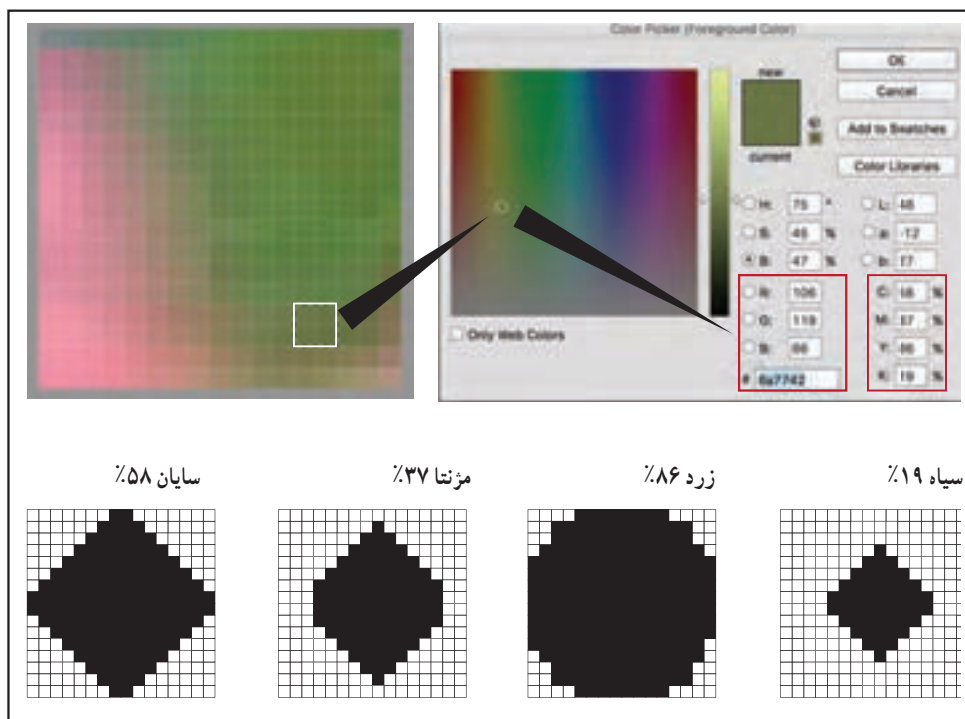 Color Picker (Foreground Color)
new
current
OK
Cancel
Add to Swatches
Color Libraries
H: 75 °
S: 45 %
B: 47 %
R: 106
G: 119
B: 66
# 6a7742
L: 48
a: -12
b:
C: 58 %
M: 37 %
Y: 86 %
K: 19 %
Only Web Colors
سایان ۵۸٪
مژنتا ۳۷٪
زرد ۸۶٪
سیاه ۱۹٪